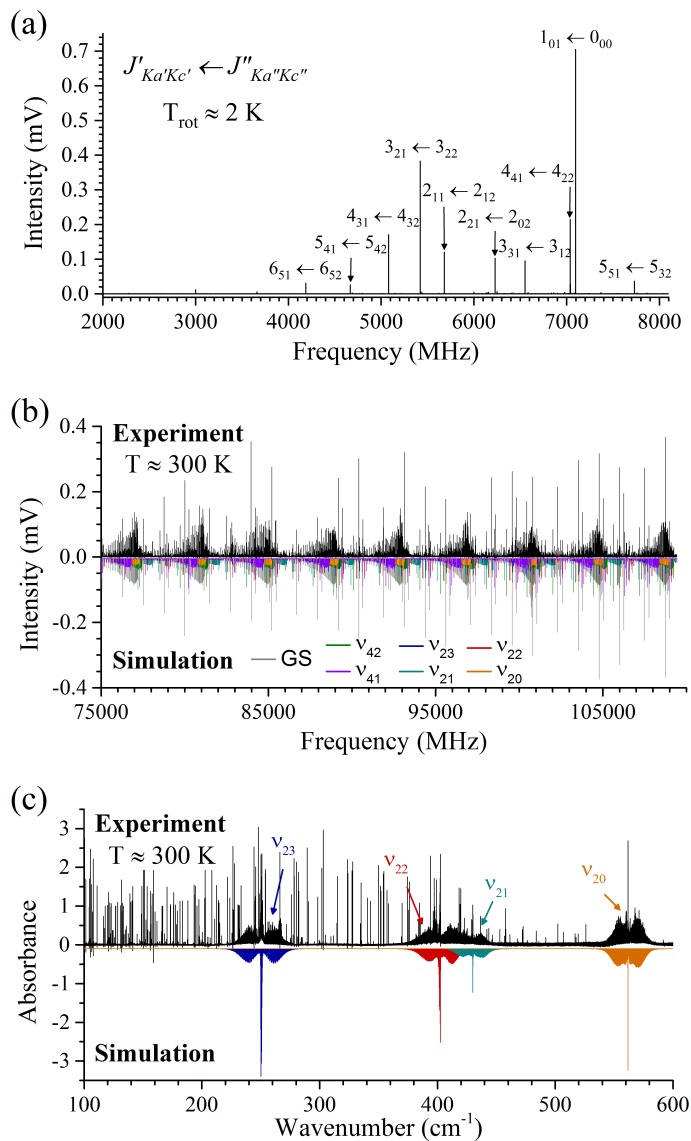 (a)
J′Ka′Kc′ ← J″Ka″Kc″
Trot ≈ 2 K
1₀₁ ← 0₀₀
3₂₁ ← 3₂₂
4₄₁ ← 4₂₂
2₁₁ ← 2₁₂
4₃₁ ← 4₃₂
2₂₁ ← 2₀₂
5₄₁ ← 5₄₂
3₃₁ ← 3₁₂
6₅₁ ← 6₅₂
5₅₁ ← 5₃₂
Intensity (mV)
0.7
0.6
0.5
0.4
0.3
0.2
0.1
0.0
2000 3000 4000 5000 6000 7000 8000
Frequency (MHz)
(b)
Experiment
T ≈ 300 K
Intensity (mV)
0.4
0.2
0.0
-0.2
-0.4
Simulation
GS ν₄₂ ν₂₃ ν₂₂
ν₄₁ ν₂₁ ν₂₀
75000 85000 95000 105000
Frequency (MHz)
(c)
Experiment
T ≈ 300 K
ν₂₃
ν₂₂
ν₂₁
ν₂₀
Absorbance
3
2
1
0
-1
-2
-3
Simulation
100 200 300 400 500 600
Wavenumber (cm⁻¹)